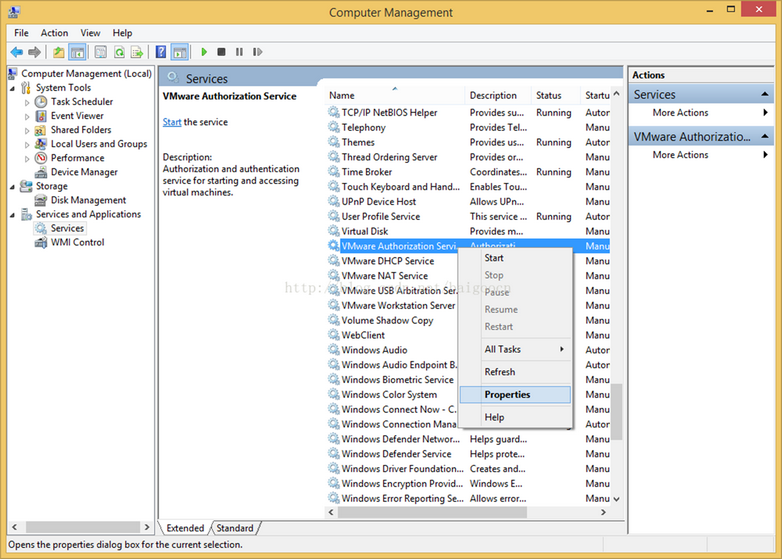 Computer Management
File Action View Help
Computer Management (Local)
System Tools
Task Scheduler
Event Viewer
Shared Folders
Local Users and Groups
Performance
Device Manager
Storage
Disk Management
Services and Applications
Services
WMI Control
Services
VMware Authorization Service
Start the service
Description:
Authorization and authentication
service for starting and accessing
virtual machines.
Name Description Status Startu
TCP/IP NetBIOS Helper Provides su... Running Autor
Telephony Provides Tel... Manu
Themes Provides us... Running Autor
Thread Ordering Server Provides or... Manu
Time Broker Coordinates... Running Manu
Touch Keyboard and Hand... Enables Tou... Manu
UPnP Device Host Allows UPn... Manu
User Profile Service This service ... Running Autor
Virtual Disk Provides m... Manu
VMware Authorization Servi... Authorizati... Manu
VMware DHCP Service Manu
VMware NAT Service Manu
VMware USB Arbitration Ser... Manu
VMware Workstation Server Manu
Volume Shadow Copy Manu
WebClient Manu
Windows Audio Autor
Windows Audio Endpoint B... Autor
Windows Biometric Service Manu
Windows Color System Manu
Windows Connect Now - C... Manu
Windows Connection Mana... Autor
Windows Defender Networ... Helps guard... Manu
Windows Defender Service Helps prote... Manu
Windows Driver Foundation... Creates and... Manu
Windows Encryption Provid... Windows E... Manu
Windows Error Reporting Se... Allows error... Manu
Start
Stop
Pause
Resume
Restart
All Tasks
Refresh
Properties
Help
Extended Standard
Actions
Services
More Actions
VMware Authorizatio...
More Actions
Opens the properties dialog box for the current selection.